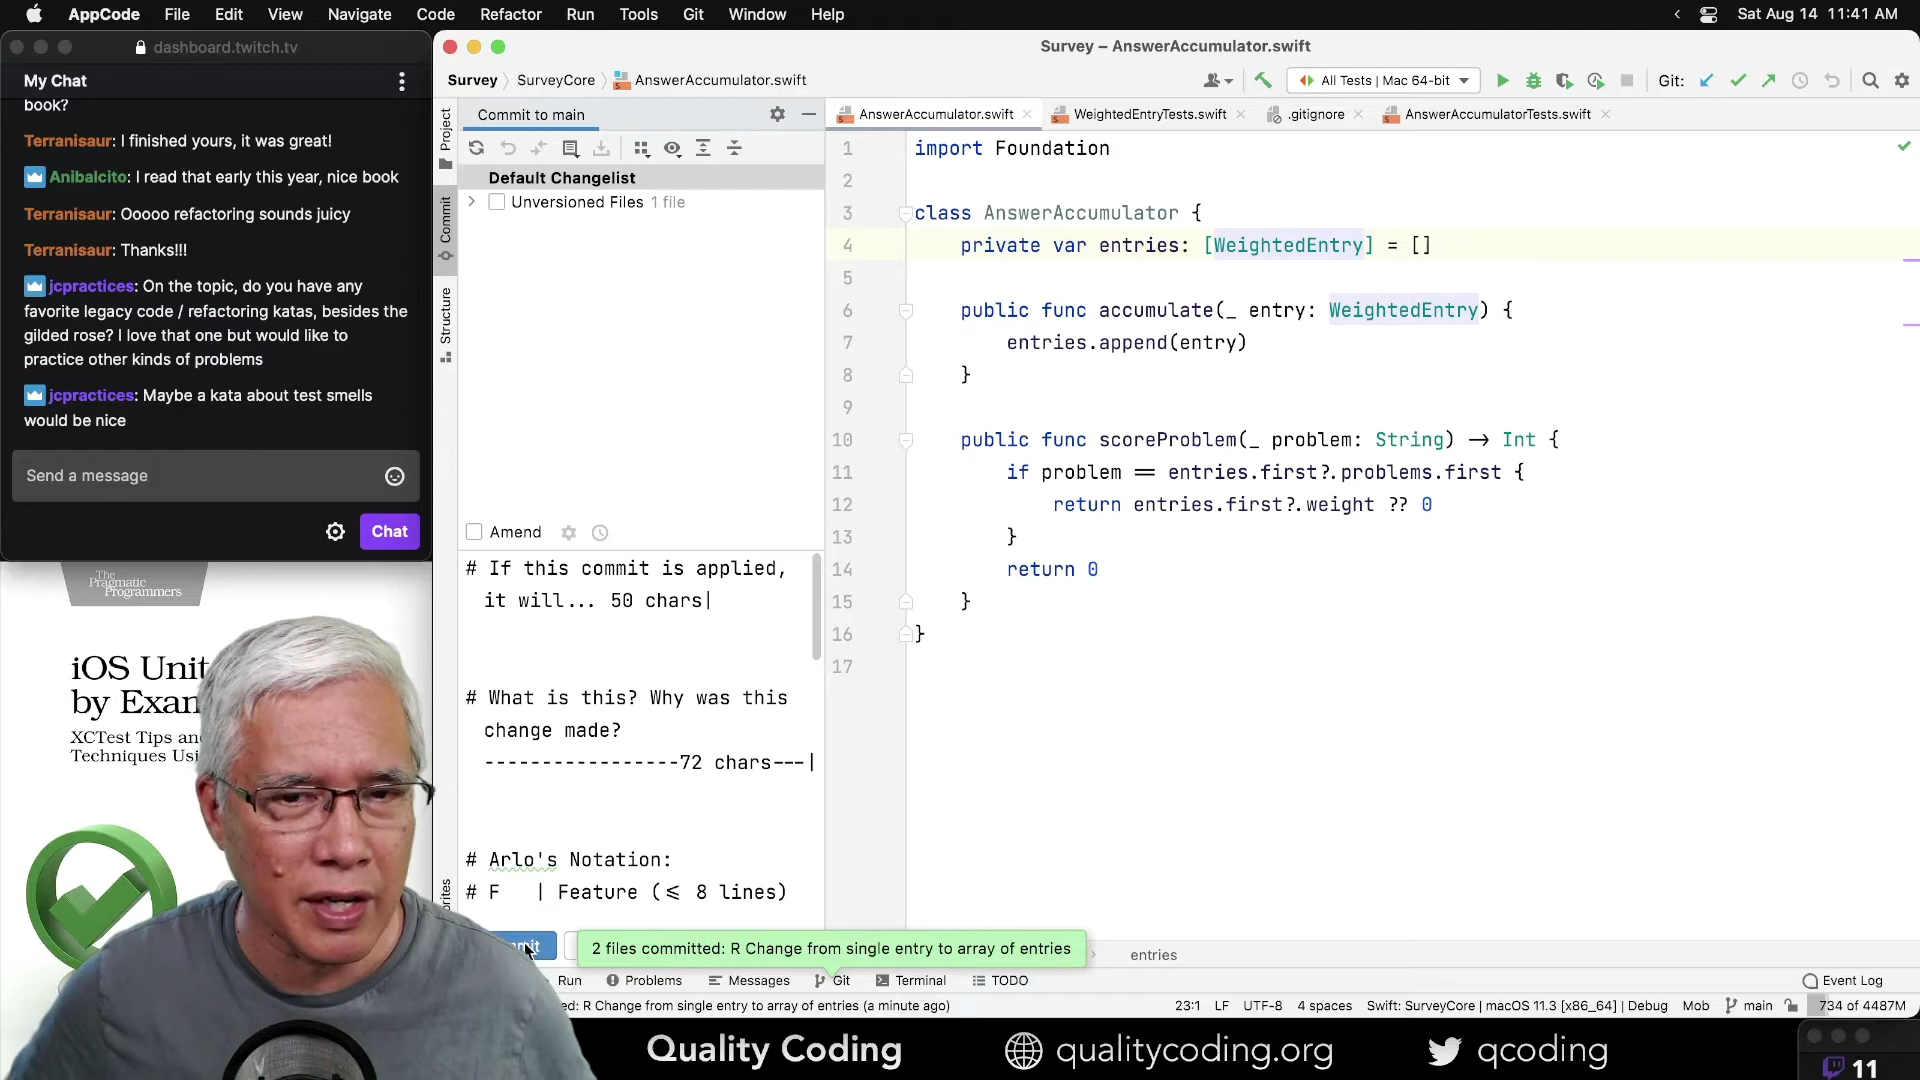 AppCode File Edit View Navigate Code Refactor Run Tools Git Window Help
Sat Aug 14 11:41 AM
dashboard.twitch.tv
My Chat
book?
Terranisaur: I finished yours, it was great!
Anibalcito: I read that early this year, nice book
Terranisaur: Ooooo refactoring sounds juicy
Terranisaur: Thanks!!!
jcpractices: On the topic, do you have any
favorite legacy code / refactoring katas, besides the
gilded rose? I love that one but would like to
practice other kinds of problems
jcpractices: Maybe a kata about test smells
would be nice
Send a message
Chat
The
Pragmatic
Programmers
iOS Unit
by Exam
XCTest Tips and
Techniques Usi
Survey – AnswerAccumulator.swift
Survey SurveyCore AnswerAccumulator.swift
All Tests | Mac 64-bit
Git:
Project
Commit
Structure
Commit to main
Default Changelist
Unversioned Files 1 file
Amend
# If this commit is applied,
it will... 50 chars|
# What is this? Why was this
change made?
-----------------72 chars---|
# Arlo's Notation:
# F | Feature (<= 8 lines)
AnswerAccumulator.swift WeightedEntryTests.swift .gitignore AnswerAccumulatorTests.swift
1 import Foundation
2
3 class AnswerAccumulator {
4 private var entries: [WeightedEntry] = []
5
6 public func accumulate(_ entry: WeightedEntry) {
7 entries.append(entry)
8 }
9
10 public func scoreProblem(_ problem: String) -> Int {
11 if problem == entries.first?.problems.first {
12 return entries.first?.weight ?? 0
13 }
14 return 0
15 }
16 }
17
2 files committed: R Change from single entry to array of entries
entries
Run Problems Messages Git Terminal TODO
Event Log
ed: R Change from single entry to array of entries (a minute ago)
23:1 LF UTF-8 4 spaces Swift: SurveyCore | macOS 11.3 [x86_64] | Debug Mob main 734 of 4487M
Quality Coding qualitycoding.org qcoding
11